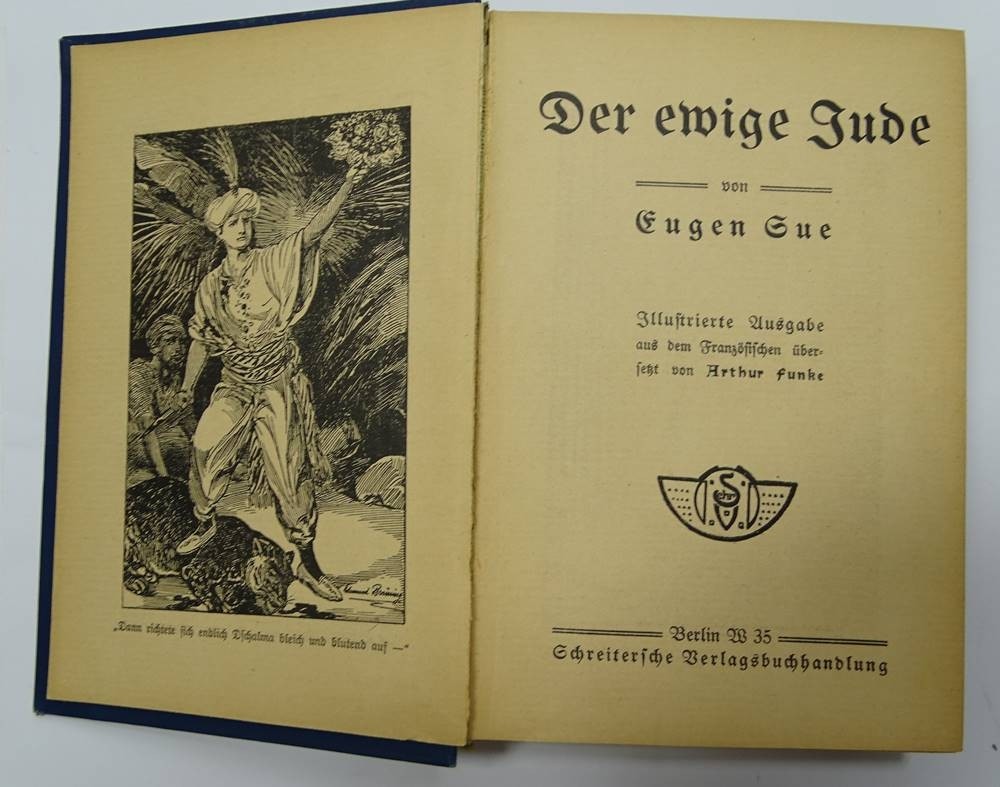 „Dann richtete sich endlich Dschalma bleich und blutend auf —“
Der ewige Jude
von
Eugen Sue
Illustrierte Ausgabe
aus dem Französischen über-
setzt von Arthur Funke
Berlin W 35
Schreitersche Verlagsbuchhandlung